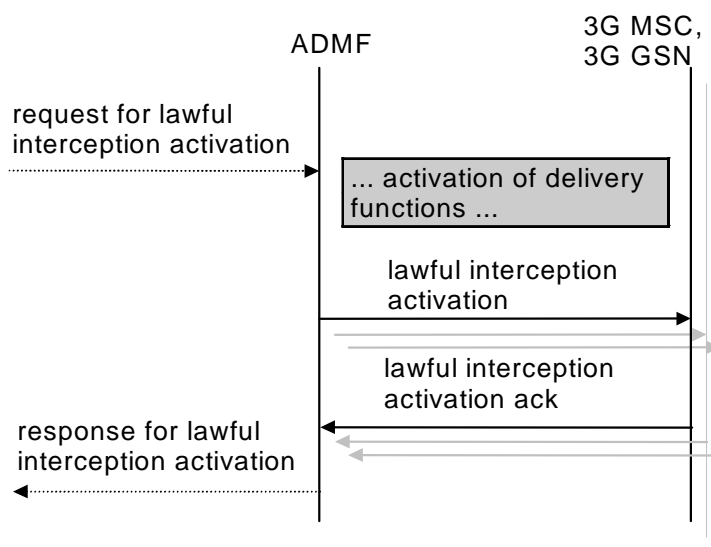 ADMF
3G MSC,
3G GSN
request for lawful
interception activation
... activation of delivery
functions ...
lawful interception
activation
lawful interception
activation ack
response for lawful
interception activation